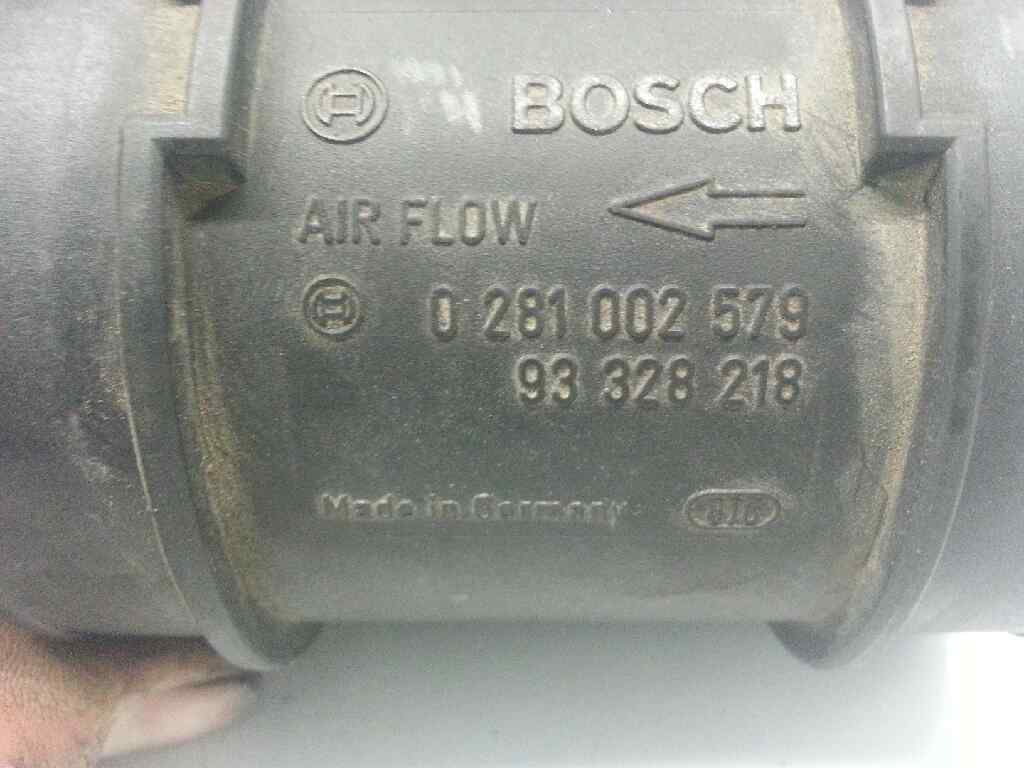 BOSCH
AIR FLOW
0 281 002 579
93 328 218
Made in Germany